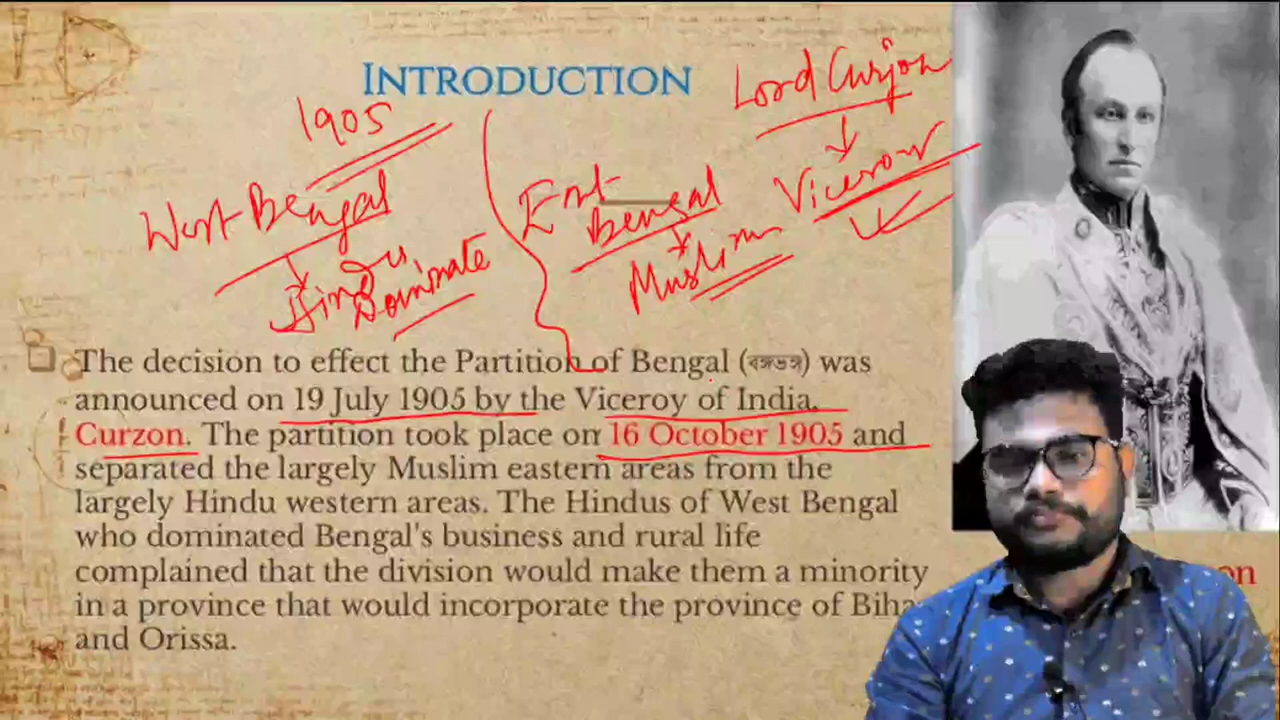 INTRODUCTION
Lord Curjon
1905
Viceroy
West Bengal
East
Bengal
Hindu
Dominate
Muslim
The decision to effect the Partition of Bengal (বঙ্গভঙ্গ) was
announced on 19 July 1905 by the Viceroy of India,
Curzon. The partition took place on 16 October 1905 and
separated the largely Muslim eastern areas from the
largely Hindu western areas. The Hindus of West Bengal
who dominated Bengal's business and rural life
complained that the division would make them a minority
in a province that would incorporate the province of Biha
and Orissa.
on